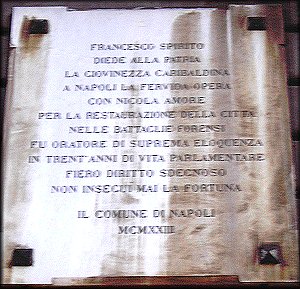 FRANCESCO SPIRITO
DIEDE ALLA PATRIA
LA GIOVINEZZA GARIBALDINA
A NAPOLI LA FERVIDA OPERA
CON NICOLA AMORE
PER LA RESTAURAZIONE DELLA CITTÀ
NELLE BATTAGLIE FORENSI
FU ORATORE DI SUPREMA ELOQUENZA
IN TRENT'ANNI DI VITA PARLAMENTARE
FIERO DIRITTO SDEGNOSO
NON INSEGUÌ MAI LA FORTUNA
IL COMUNE DI NAPOLI
MCMXXIII